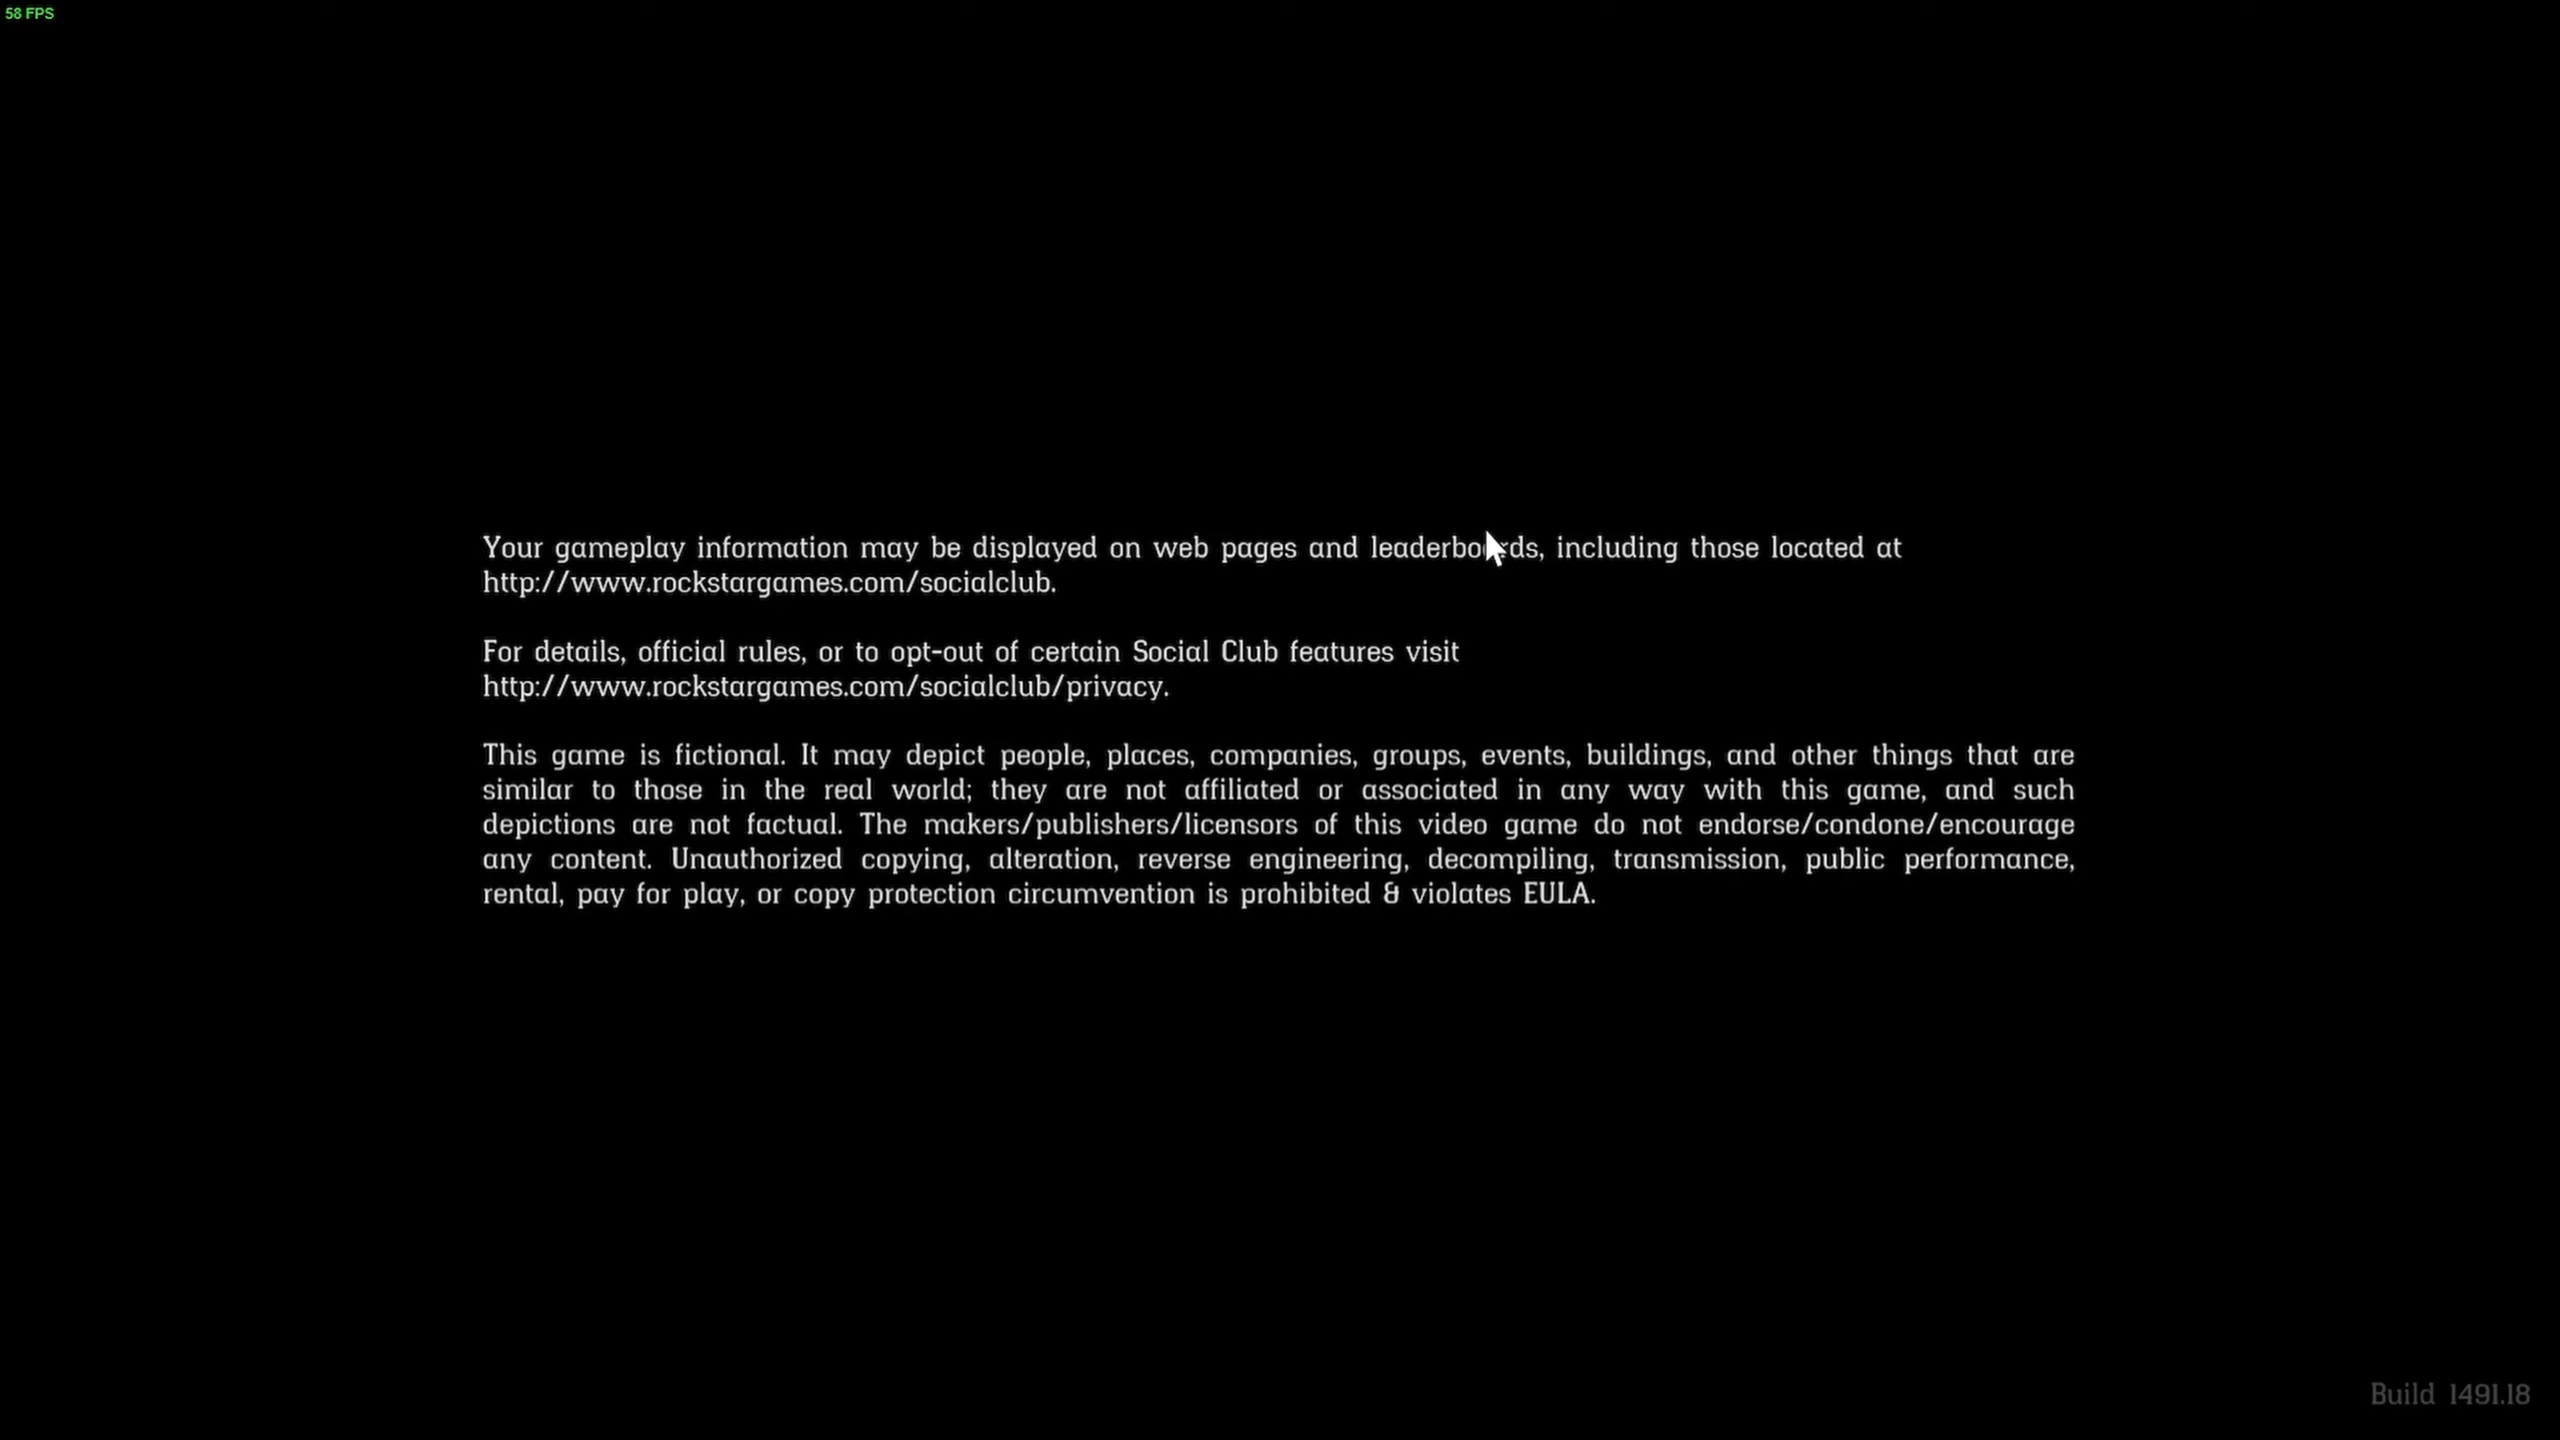 58 FPS
Your gameplay information may be displayed on web pages and leaderboards, including those located at
http://www.rockstargames.com/socialclub.
For details, official rules, or to opt-out of certain Social Club features visit
http://www.rockstargames.com/socialclub/privacy.
This game is fictional. It may depict people, places, companies, groups, events, buildings, and other things that are
similar to those in the real world; they are not affiliated or associated in any way with this game, and such
depictions are not factual. The makers/publishers/licensors of this video game do not endorse/condone/encourage
any content. Unauthorized copying, alteration, reverse engineering, decompiling, transmission, public performance,
rental, pay for play, or copy protection circumvention is prohibited & violates EULA.
Build 1491.18